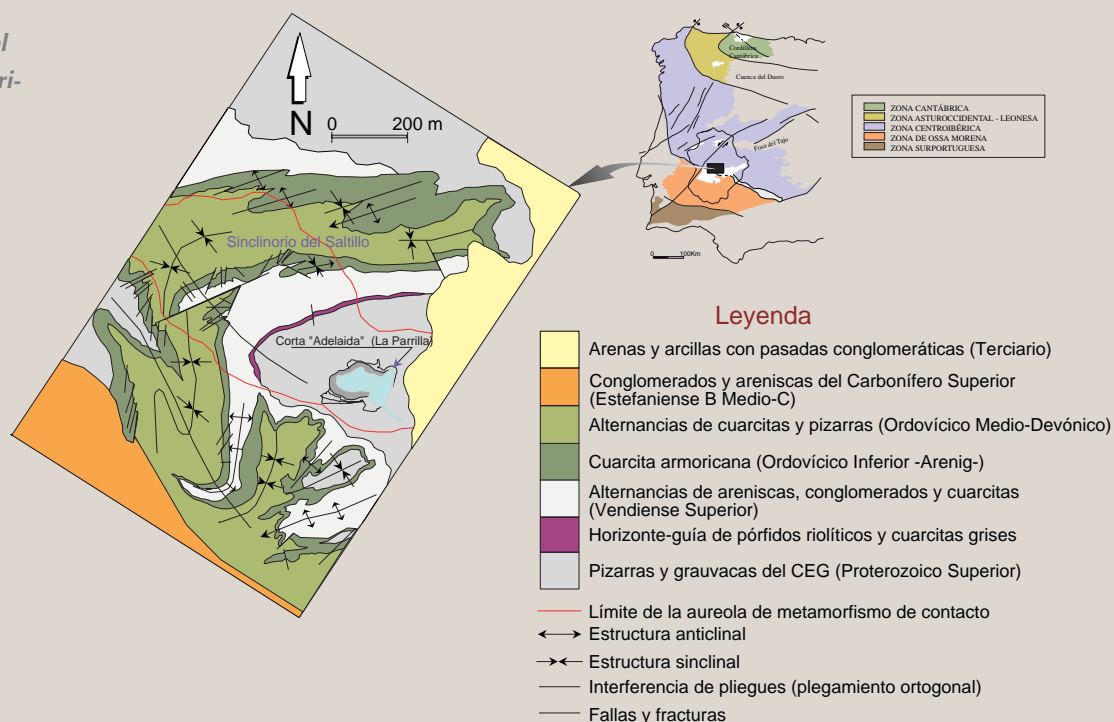 el
ri-
N
0 200 m
Sinclinorio del Saltillo
Corta "Adelaida" (La Parrilla)
Cordillera
Cantábrica
Cuenca del Duero
Fosa del Tajo
0 100Km
ZONA CANTÁBRICA
ZONA ASTUROCCIDENTAL - LEONESA
ZONA CENTROIBÉRICA
ZONA DE OSSA MORENA
ZONA SURPORTUGUESA
Leyenda
Arenas y arcillas con pasadas conglomeráticas (Terciario)
Conglomerados y areniscas del Carbonífero Superior
(Estefaniense B Medio-C)
Alternancias de cuarcitas y pizarras (Ordovícico Medio-Devónico)
Cuarcita armoricana (Ordovícico Inferior -Arenig-)
Alternancias de areniscas, conglomerados y cuarcitas
(Vendiense Superior)
Horizonte-guía de pórfidos riolíticos y cuarcitas grises
Pizarras y grauvacas del CEG (Proterozoico Superior)
Límite de la aureola de metamorfismo de contacto
Estructura anticlinal
Estructura sinclinal
Interferencia de pliegues (plegamiento ortogonal)
Fallas y fracturas